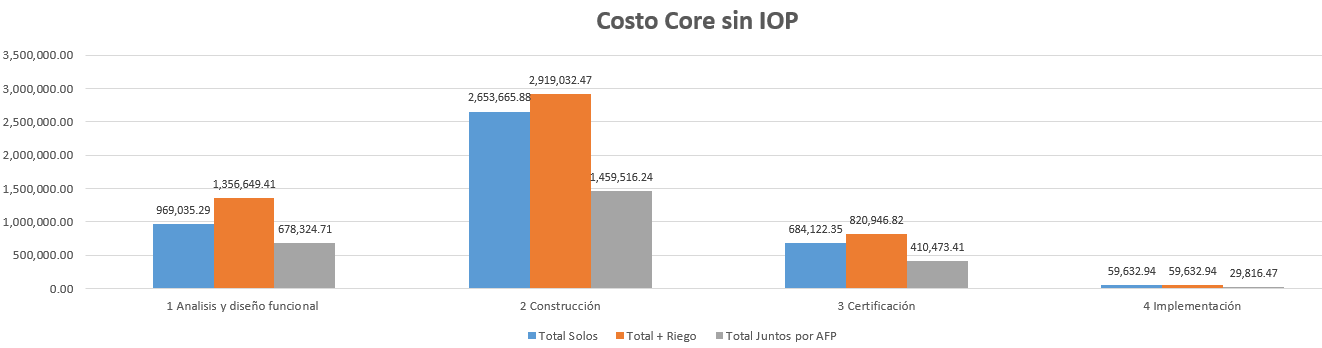 Costo Core sin IOP
3,500,000.00
3,000,000.00
2,500,000.00
2,000,000.00
1,500,000.00
1,000,000.00
500,000.00
0.00
969,035.29
1,356,649.41
678,324.71
2,653,665.88
2,919,032.47
1,459,516.24
684,122.35
820,946.82
410,473.41
59,632.94
59,632.94
29,816.47
1 Analisis y diseño funcional
2 Construcción
3 Certificación
4 Implementación
Total Solos
Total + Riego
Total Juntos por AFP